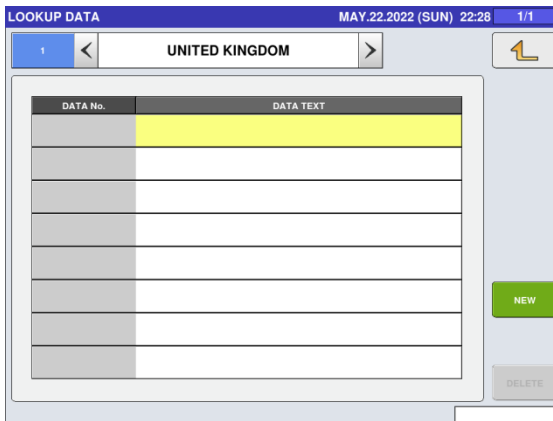 LOOKUP DATA MAY.22.2022 (SUN) 22:28 1/1
1 < UNITED KINGDOM >
DATA No. DATA TEXT
NEW
DELETE